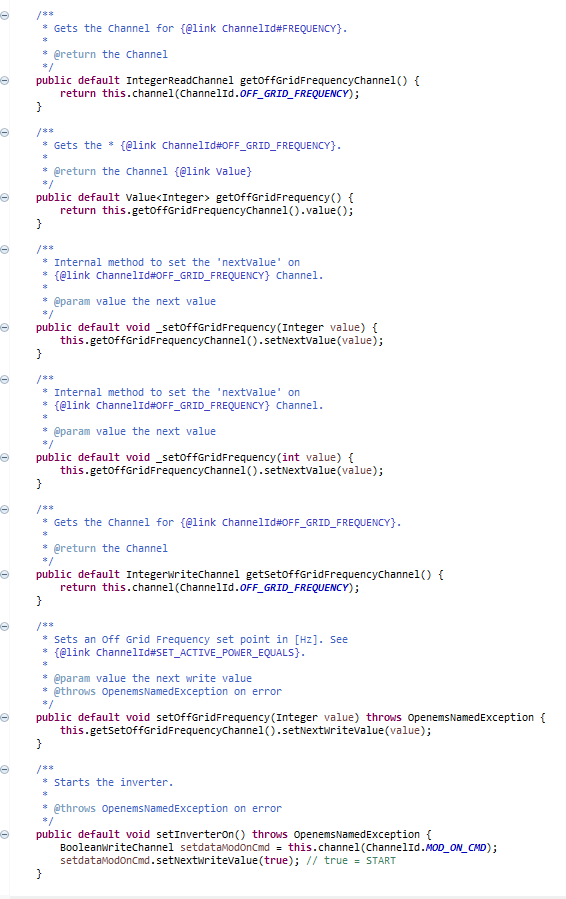 /**
 * Gets the Channel for {@link ChannelId#FREQUENCY}.
 *
 * @return the Channel
 */
public default IntegerReadChannel getOffGridFrequencyChannel() {
    return this.channel(ChannelId.OFF_GRID_FREQUENCY);
}

/**
 * Gets the * {@link ChannelId#OFF_GRID_FREQUENCY}.
 *
 * @return the Channel {@link Value}
 */
public default Value<Integer> getOffGridFrequency() {
    return this.getOffGridFrequencyChannel().value();
}

/**
 * Internal method to set the 'nextValue' on
 * {@link ChannelId#OFF_GRID_FREQUENCY} Channel.
 *
 * @param value the next value
 */
public default void _setOffGridFrequency(Integer value) {
    this.getOffGridFrequencyChannel().setNextValue(value);
}

/**
 * Internal method to set the 'nextValue' on
 * {@link ChannelId#OFF_GRID_FREQUENCY} Channel.
 *
 * @param value the next value
 */
public default void _setOffGridFrequency(int value) {
    this.getOffGridFrequencyChannel().setNextValue(value);
}

/**
 * Gets the Channel for {@link ChannelId#OFF_GRID_FREQUENCY}.
 *
 * @return the Channel
 */
public default IntegerWriteChannel getSetOffGridFrequencyChannel() {
    return this.channel(ChannelId.OFF_GRID_FREQUENCY);
}

/**
 * Sets an Off Grid Frequency set point in [Hz]. See
 * {@link ChannelId#SET_ACTIVE_POWER_EQUALS}.
 *
 * @param value the next write value
 * @throws OpenemsNamedException on error
 */
public default void setOffGridFrequency(Integer value) throws OpenemsNamedException {
    this.getSetOffGridFrequencyChannel().setNextWriteValue(value);
}

/**
 * Starts the inverter.
 *
 * @throws OpenemsNamedException on error
 */
public default void setInverterOn() throws OpenemsNamedException {
    BooleanWriteChannel setdataModOnCmd = this.channel(ChannelId.MOD_ON_CMD);
    setdataModOnCmd.setNextWriteValue(true); // true = START
}